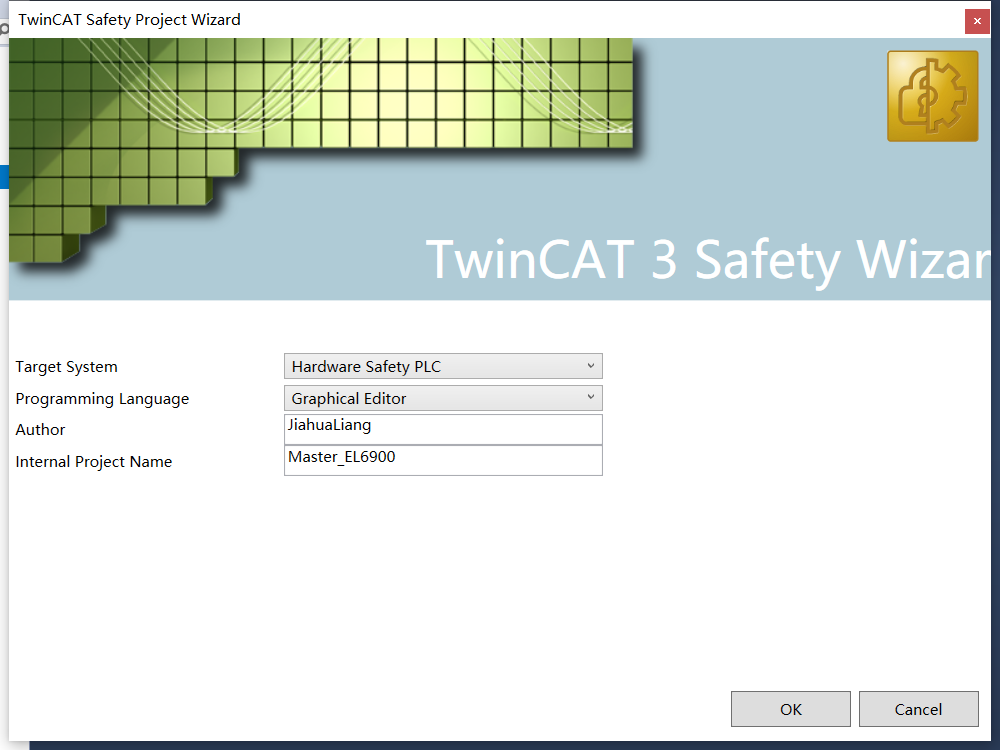 TwinCAT Safety Project Wizard
TwinCAT 3 Safety Wizar
Target System Hardware Safety PLC
Programming Language Graphical Editor
Author JiahuaLiang
Internal Project Name Master_EL6900
OK Cancel